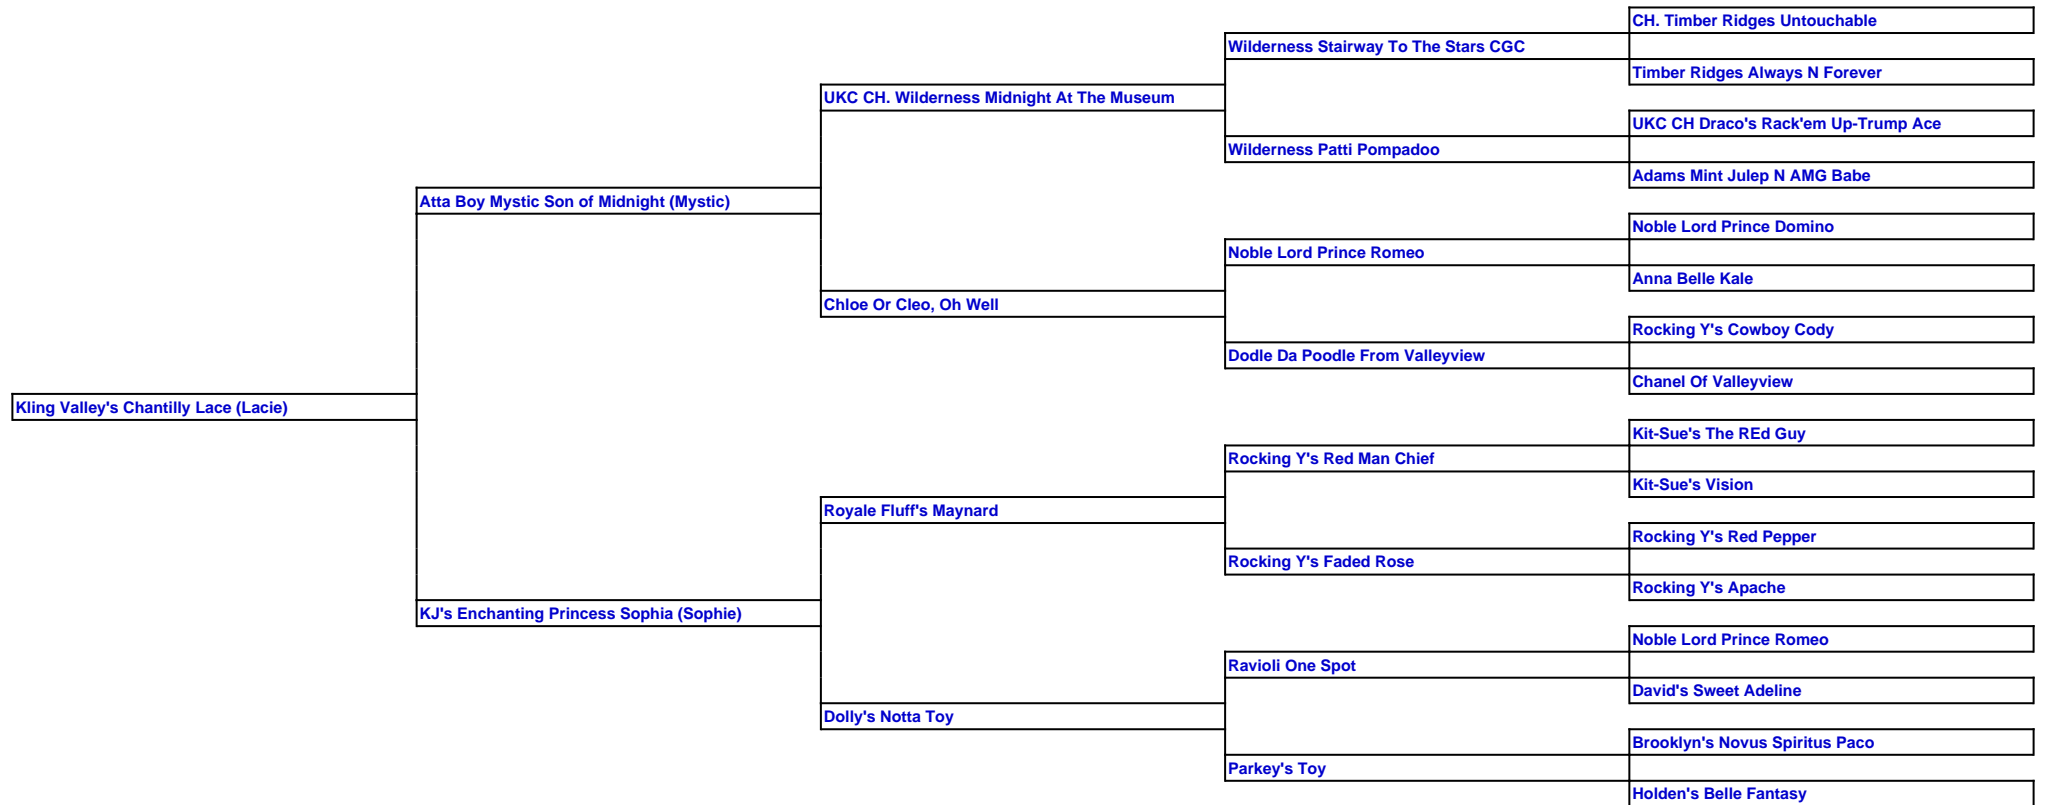 CH. Timber Ridges Untouchable
Wilderness Stairway To The Stars CGC
Timber Ridges Always N Forever
UKC CH. Wilderness Midnight At The Museum
UKC CH Draco's Rack'em Up-Trump Ace
Wilderness Patti Pompadoo
Adams Mint Julep N AMG Babe
Atta Boy Mystic Son of Midnight (Mystic)
Noble Lord Prince Domino
Noble Lord Prince Romeo
Anna Belle Kale
Chloe Or Cleo, Oh Well
Rocking Y's Cowboy Cody
Dodle Da Poodle From Valleyview
Chanel Of Valleyview
Kling Valley's Chantilly Lace (Lacie)
Kit-Sue's The REd Guy
Rocking Y's Red Man Chief
Kit-Sue's Vision
Royale Fluff's Maynard
Rocking Y's Red Pepper
Rocking Y's Faded Rose
Rocking Y's Apache
KJ's Enchanting Princess Sophia (Sophie)
Noble Lord Prince Romeo
Ravioli One Spot
David's Sweet Adeline
Dolly's Notta Toy
Brooklyn's Novus Spiritus Paco
Parkey's Toy
Holden's Belle Fantasy